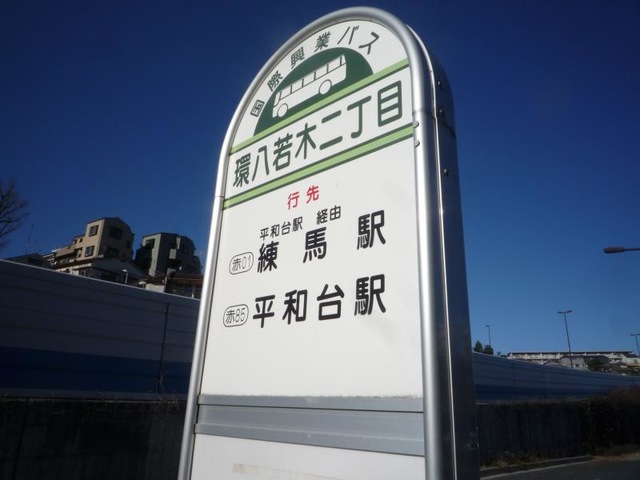 国際興業バス
環八若木二丁目
行先
平和台駅 経由
赤01 練馬駅
赤85 平和台駅